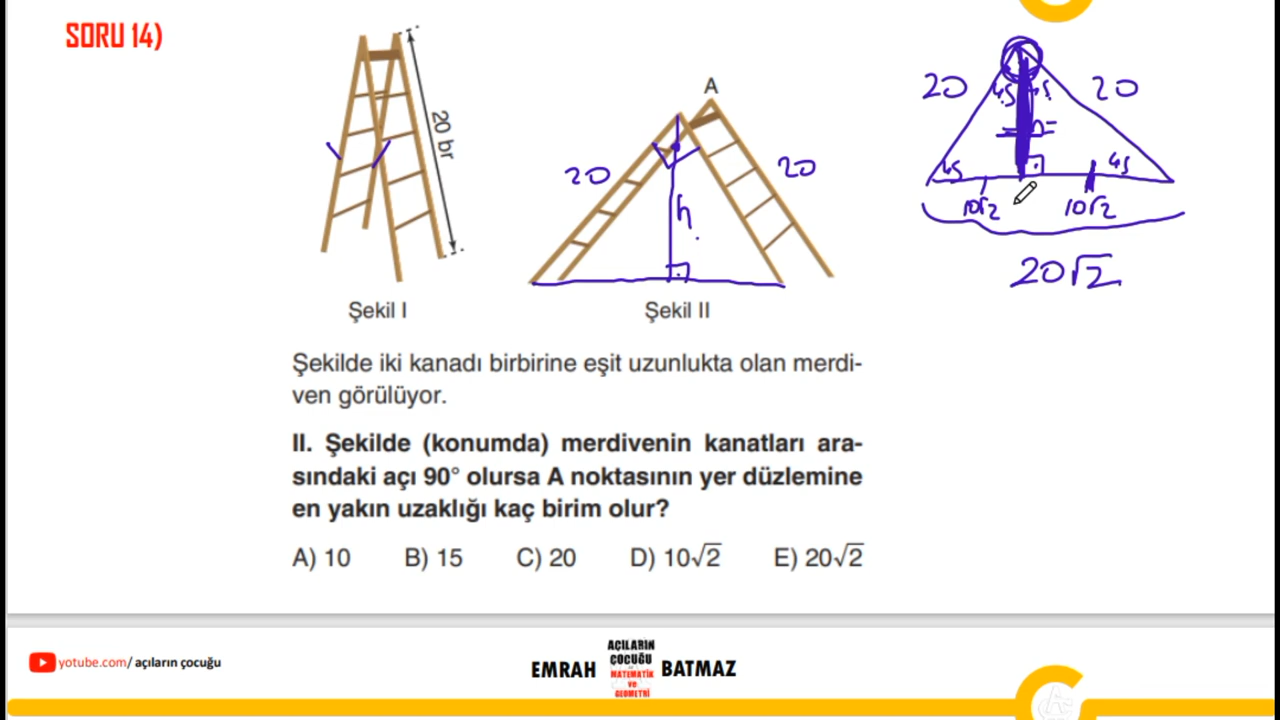 SORU 14)
20 br
A
20
20
h
Şekil I
Şekil II
20
20
45
45
h=
45
45
10√2
10√2
20√2
Şekilde iki kanadı birbirine eşit uzunlukta olan merdi-
ven görülüyor.
II. Şekilde (konumda) merdivenin kanatları ara-
sındaki açı 90° olursa A noktasının yer düzlemine
en yakın uzaklığı kaç birim olur?
A) 10 B) 15 C) 20 D) 10√2 E) 20√2
yotube.com/ açıların çocuğu
EMRAH
AÇILARIN
ÇOCUĞU
MATEMATİK
ve
GEOMETRİ
BATMAZ